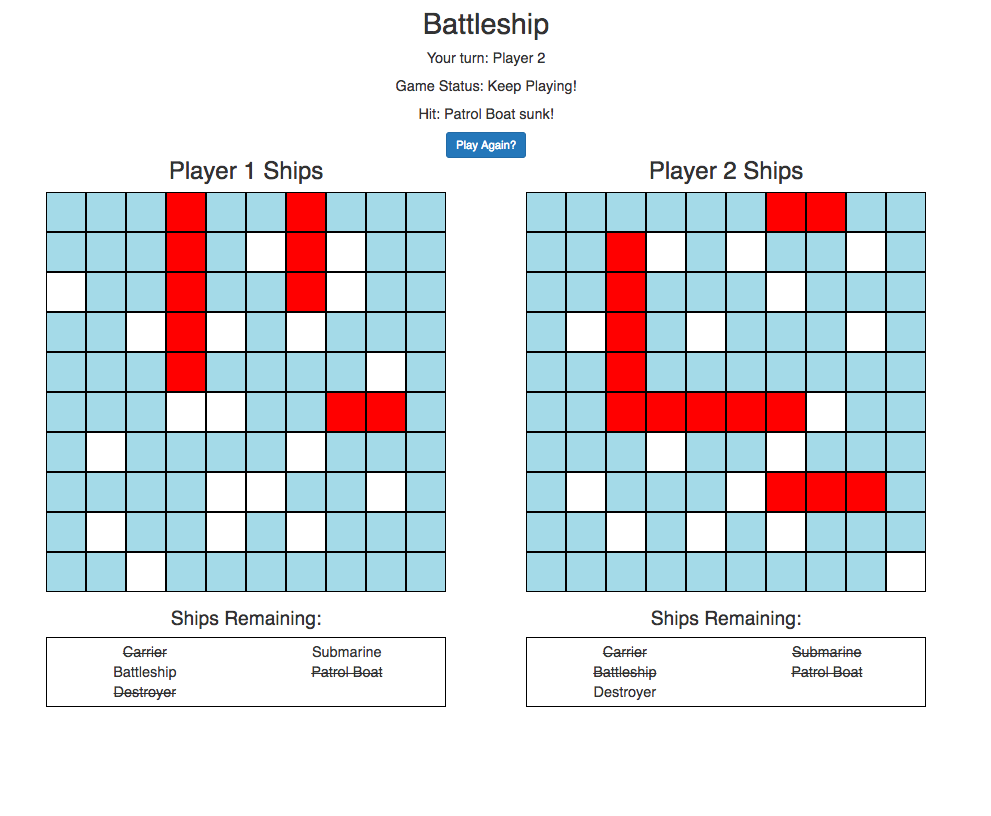 Battleship
Your turn: Player 2
Game Status: Keep Playing!
Hit: Patrol Boat sunk!
Play Again?
Player 1 Ships
Player 2 Ships
Ships Remaining:
Carrier
Submarine
Battleship
Patrol Boat
Destroyer
Ships Remaining:
Carrier
Submarine
Battleship
Patrol Boat
Destroyer